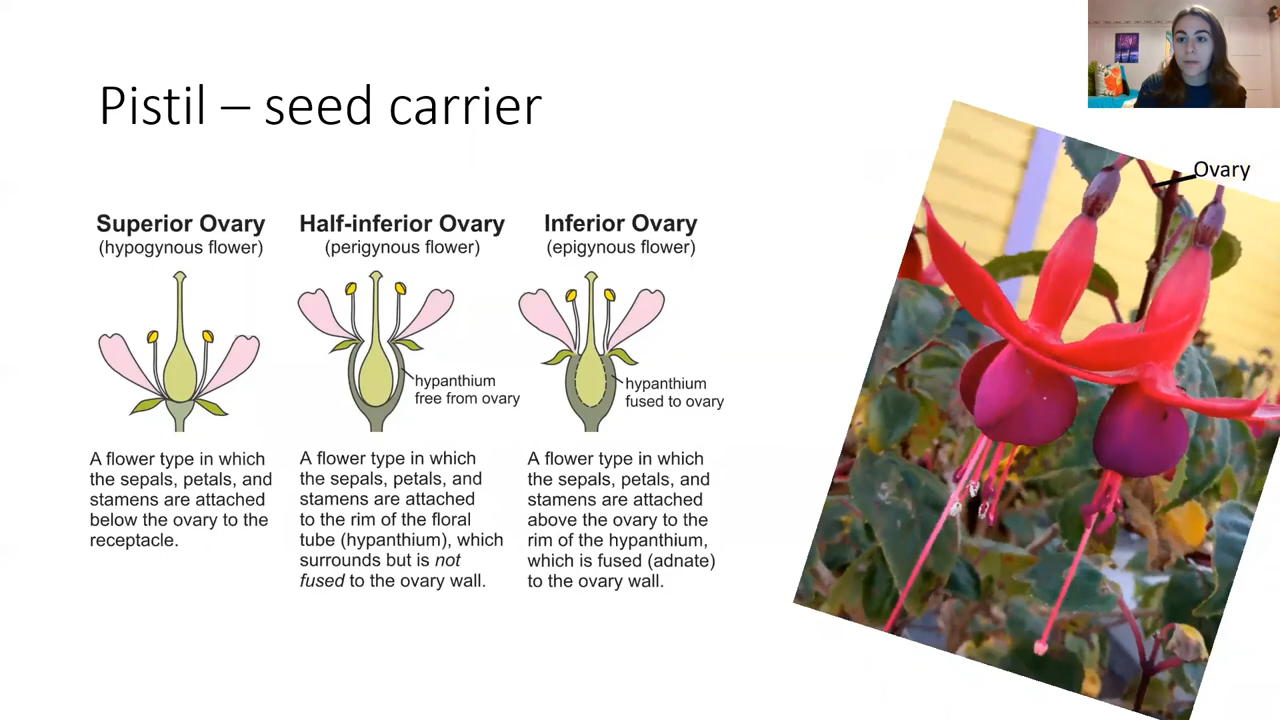 Pistil – seed carrier
Ovary
Superior Ovary
(hypogynous flower)
Half-inferior Ovary
(perigynous flower)
Inferior Ovary
(epigynous flower)
hypanthium
free from ovary
hypanthium
fused to ovary
A flower type in which
the sepals, petals, and
stamens are attached
below the ovary to the
receptacle.
A flower type in which
the sepals, petals, and
stamens are attached
to the rim of the floral
tube (hypanthium), which
surrounds but is not
fused to the ovary wall.
A flower type in which
the sepals, petals, and
stamens are attached
above the ovary to the
rim of the hypanthium,
which is fused (adnate)
to the ovary wall.